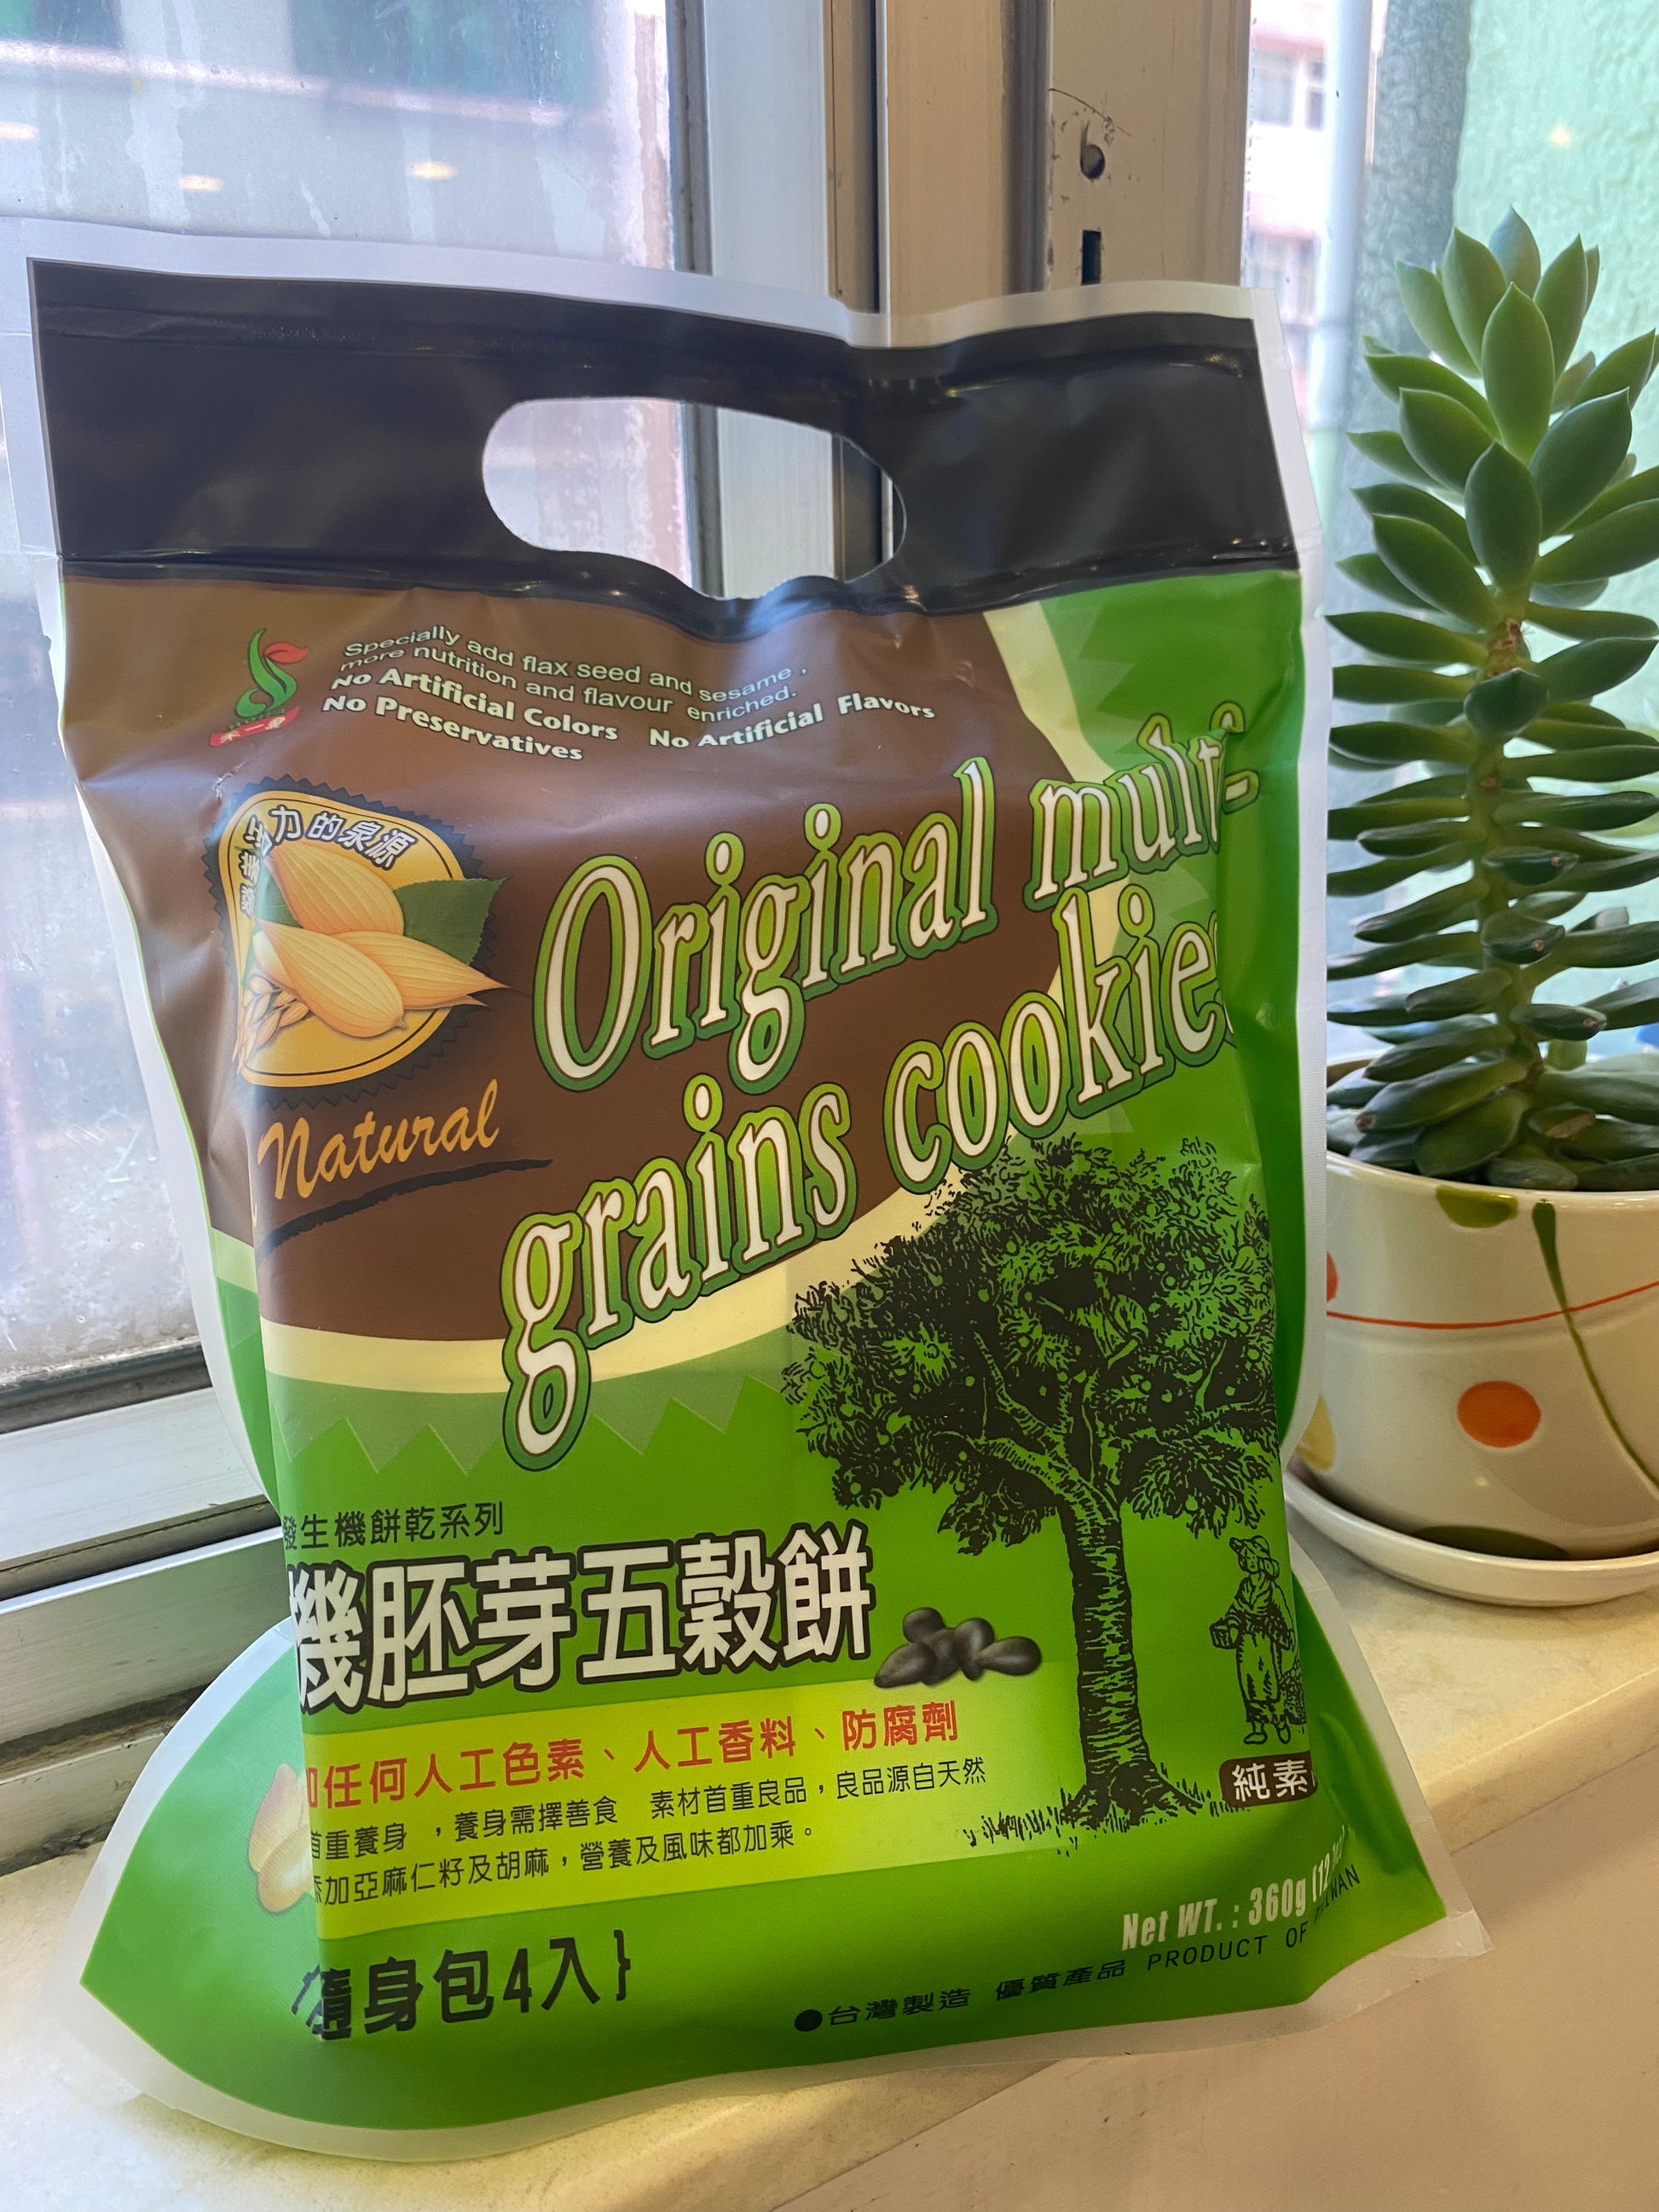 Specially add flax seed and sesame ,
more nutrition and flavour enriched.
No Artificial Colors No Artificial Flavors
No Preservatives
力的泉源
Natural
Original multi-
grains cookies
發生機餅乾系列
機胚芽五穀餅
加任何人工色素、人工香料、防腐劑
首重養身 ，養身需擇善食 素材首重良品，良品源自天然
添加亞麻仁籽及胡麻，營養及風味都加乘。
純素
隨身包4入}
Net WT. : 360g
●台灣製造 優質產品 PRODUCT OF TAIWAN